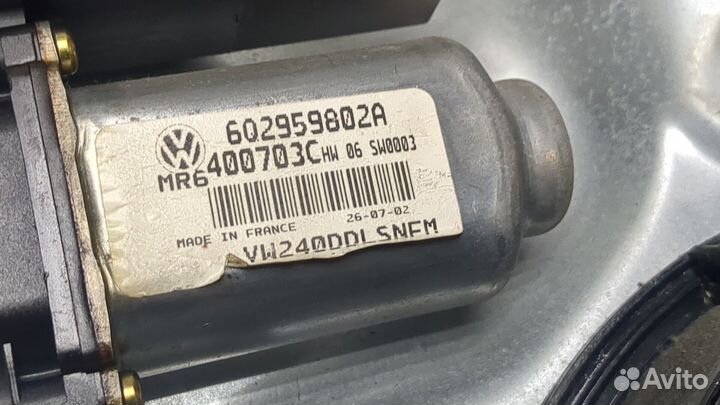 6Q2959802A
MR6400703C HW 06 SW0003
MADE IN FRANCE 26-07-02
VW240DDLSNFM
Avito